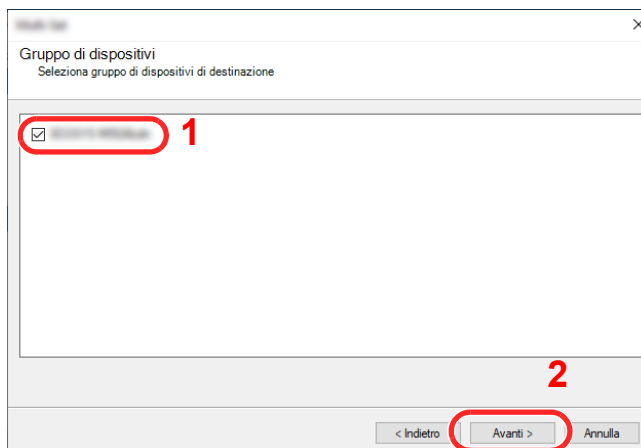 Gruppo di dispositivi
Seleziona gruppo di dispositivi di destinazione
1
2
< Indietro
Avanti >
Annulla